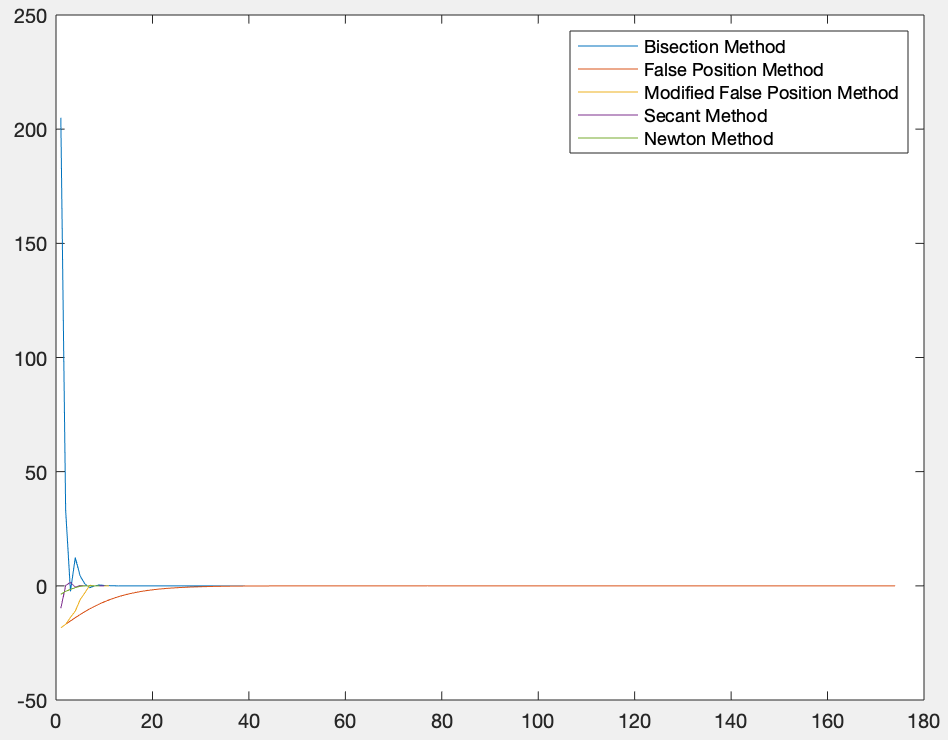 250
200
150
100
50
0
-50
0 20 40 60 80 100 120 140 160 180
Bisection Method
False Position Method
Modified False Position Method
Secant Method
Newton Method